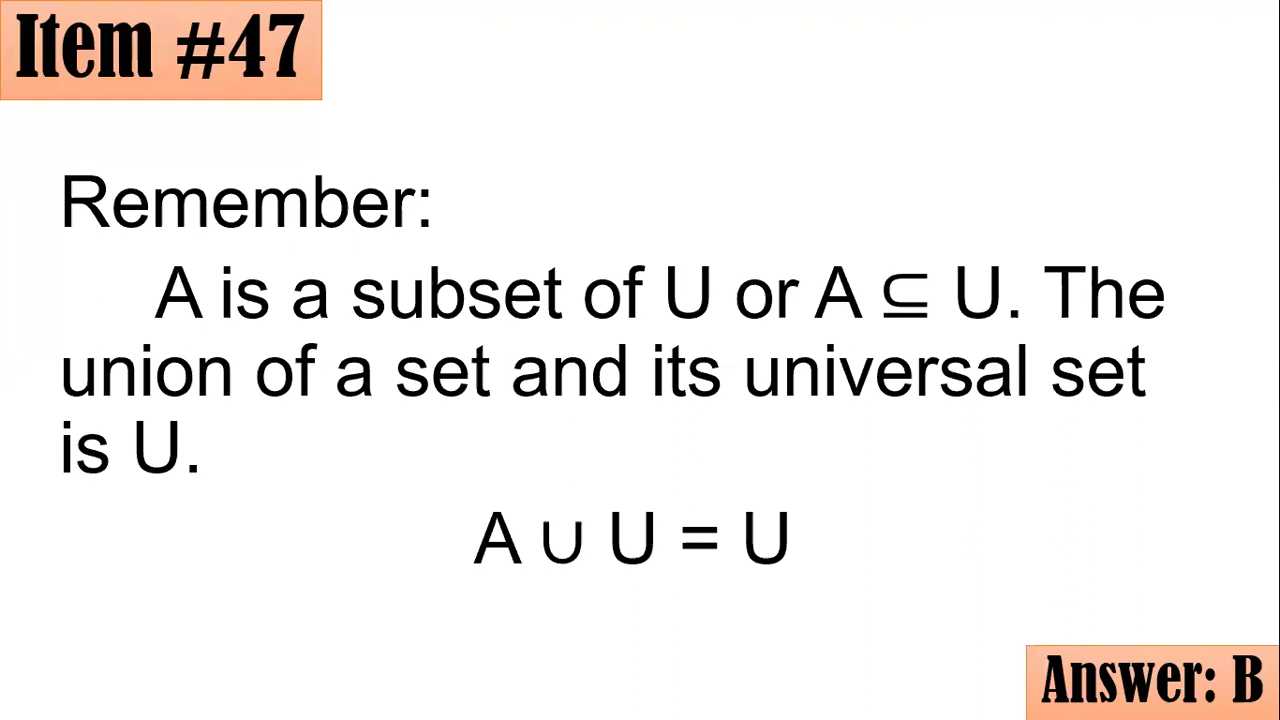 Item #47
Remember:
A is a subset of U or A ⊆ U. The
union of a set and its universal set
is U.
A ∪ U = U
Answer: B